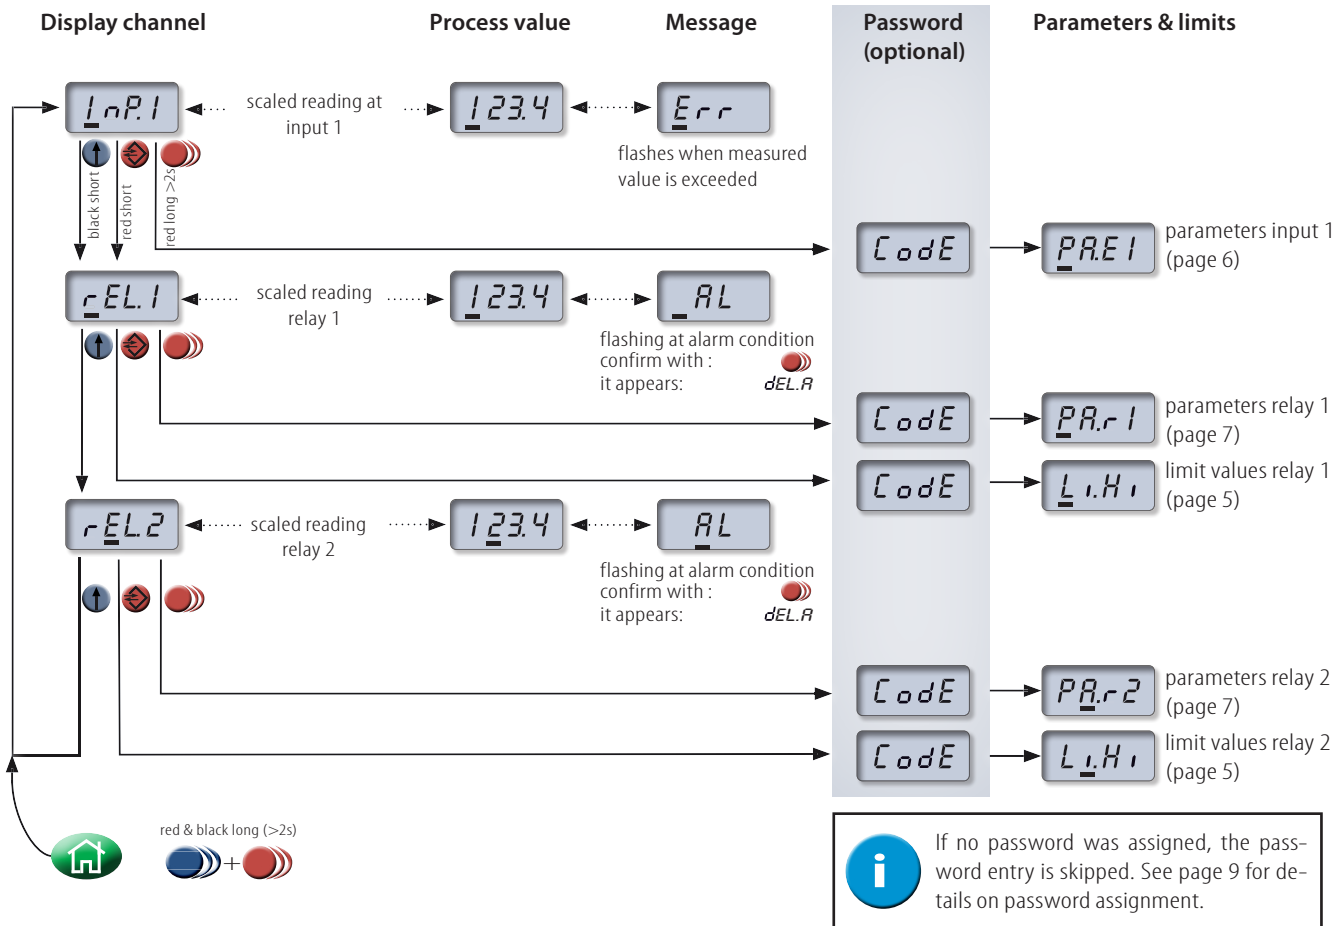 Display channel
Process value
Message
Password
(optional)
Parameters & limits
InP.1
scaled reading at
input 1
123.4
Err
flashes when measured
value is exceeded
black short
red short
red long >2s
CodE
PA.E1
parameters input 1
(page 6)
rEL.1
scaled reading
relay 1
123.4
AL
flashing at alarm condition
confirm with :
it appears:
dEL.A
CodE
PA.r1
parameters relay 1
(page 7)
CodE
Li.Hi
limit values relay 1
(page 5)
rEL.2
scaled reading
relay 2
123.4
AL
flashing at alarm condition
confirm with :
it appears:
dEL.A
CodE
PA.r2
parameters relay 2
(page 7)
CodE
Li.Hi
limit values relay 2
(page 5)
red & black long (>2s)
+
i
If no password was assigned, the pass-
word entry is skipped. See page 9 for de-
tails on password assignment.